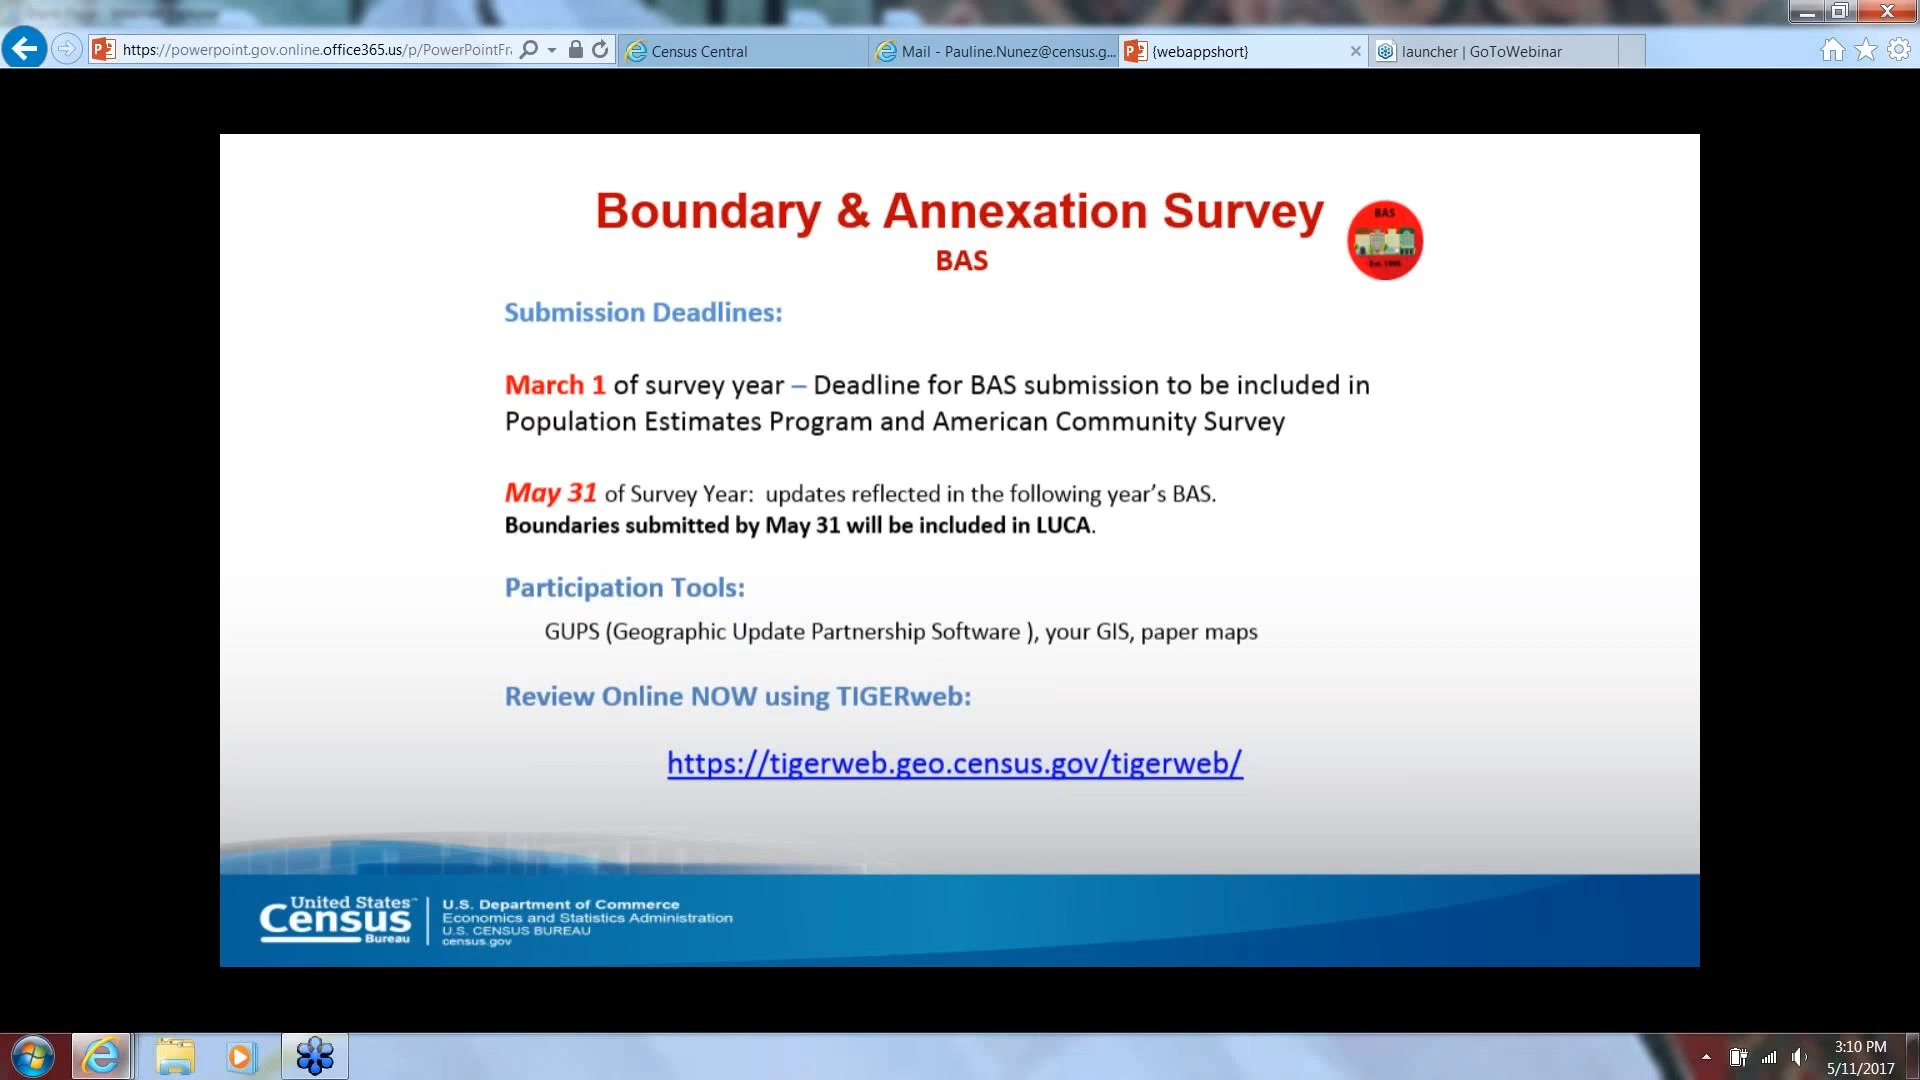 https://powerpoint.gov.online.office365.us/p/PowerPointFr
Census Central
Mail - Pauline.Nunez@census.g...
{webappshort}
launcher | GoToWebinar
Boundary & Annexation Survey
BAS
BAS
Submission Deadlines:
March 1 of survey year – Deadline for BAS submission to be included in
Population Estimates Program and American Community Survey
May 31 of Survey Year:  updates reflected in the following year's BAS.
Boundaries submitted by May 31 will be included in LUCA.
Participation Tools:
GUPS (Geographic Update Partnership Software ), your GIS, paper maps
Review Online NOW using TIGERweb:
https://tigerweb.geo.census.gov/tigerweb/
United States™
Census
Bureau
U.S. Department of Commerce
Economics and Statistics Administration
U.S. CENSUS BUREAU
census.gov
3:10 PM
5/11/2017